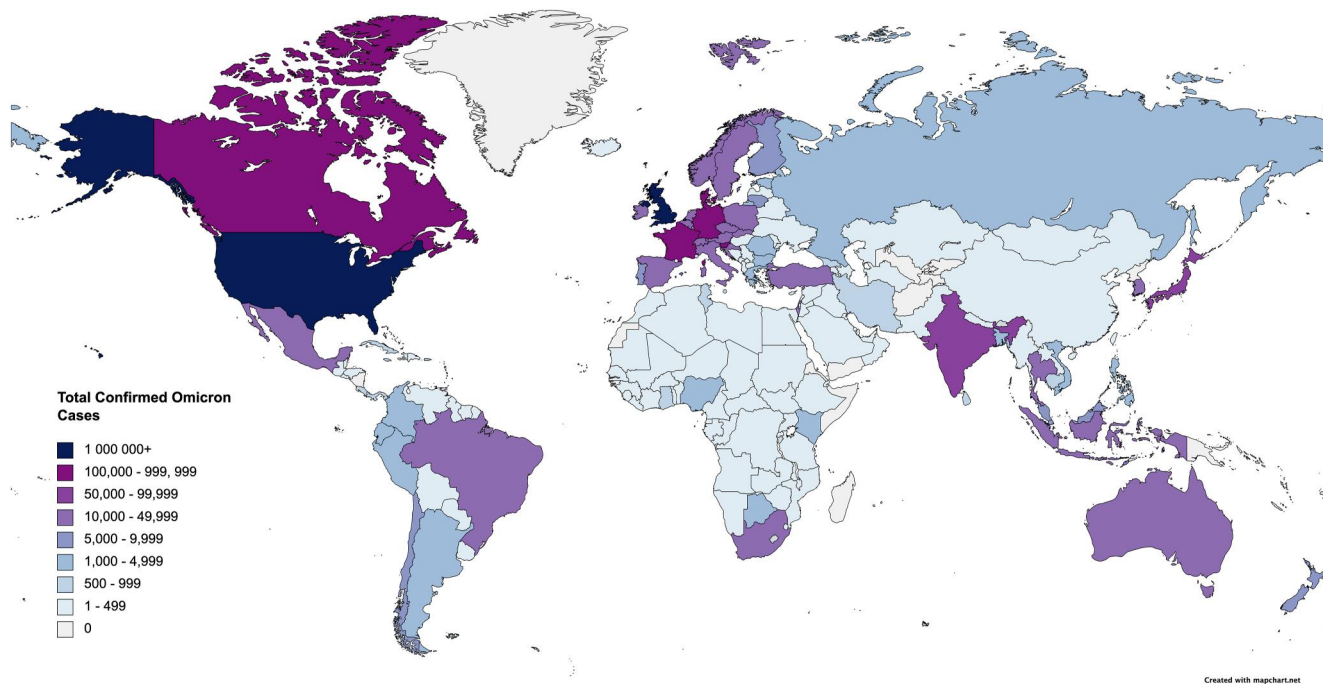 Total Confirmed Omicron
Cases
1 000 000+
100,000 - 999, 999
50,000 - 99,999
10,000 - 49,999
5,000 - 9,999
1,000 - 4,999
500 - 999
1 - 499
0
Created with mapchart.net